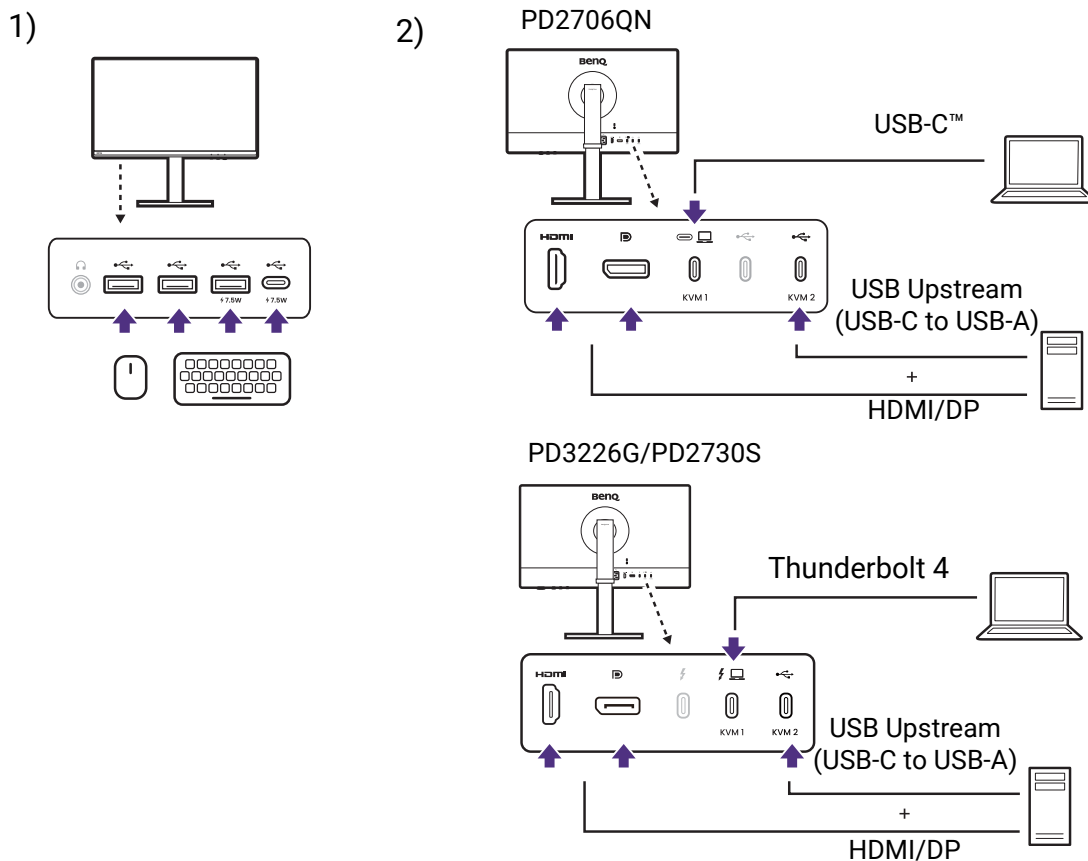 1)
7.5W
7.5W
2)
PD2706QN
BenQ
USB-C™
HDMI
KVM 1
KVM 2
USB Upstream
(USB-C to USB-A)
+
HDMI/DP
PD3226G/PD2730S
BenQ
Thunderbolt 4
HDMI
KVM 1
KVM 2
USB Upstream
(USB-C to USB-A)
+
HDMI/DP